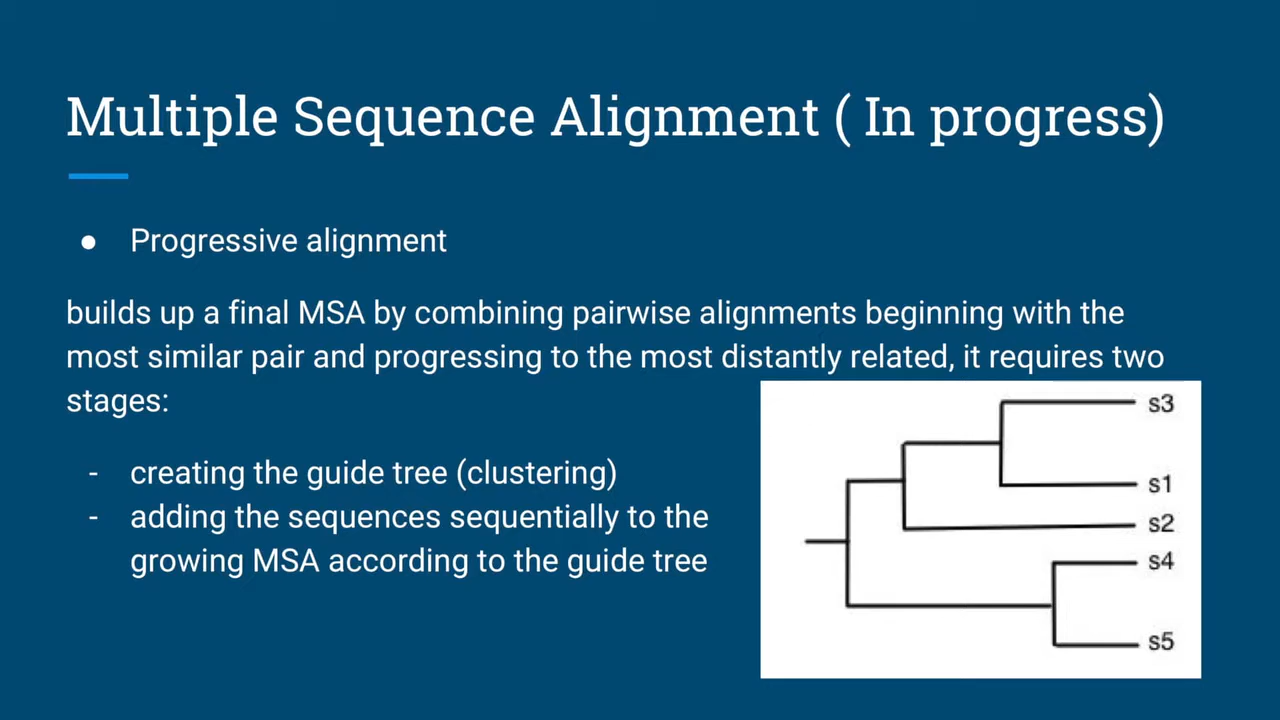 Multiple Sequence Alignment ( In progress)
● Progressive alignment
builds up a final MSA by combining pairwise alignments beginning with the
most similar pair and progressing to the most distantly related, it requires two
stages:
- creating the guide tree (clustering)
- adding the sequences sequentially to the
growing MSA according to the guide tree
s3
s1
s2
s4
s5